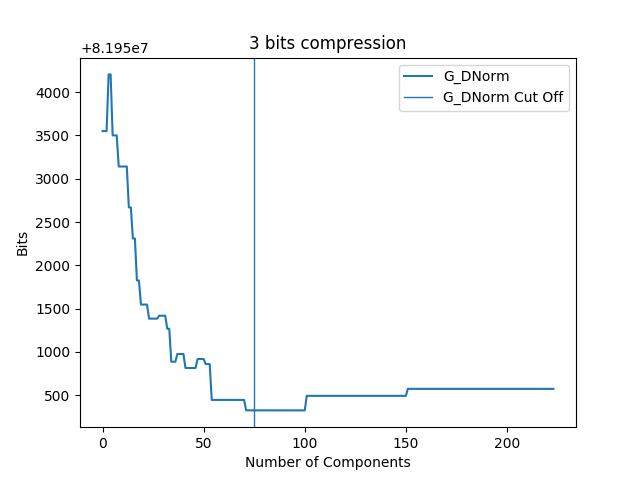 3 bits compression
+8.195e7
G_DNorm
G_DNorm Cut Off
4000
3500
3000
2500
2000
1500
1000
500
Bits
0 50 100 150 200
Number of Components